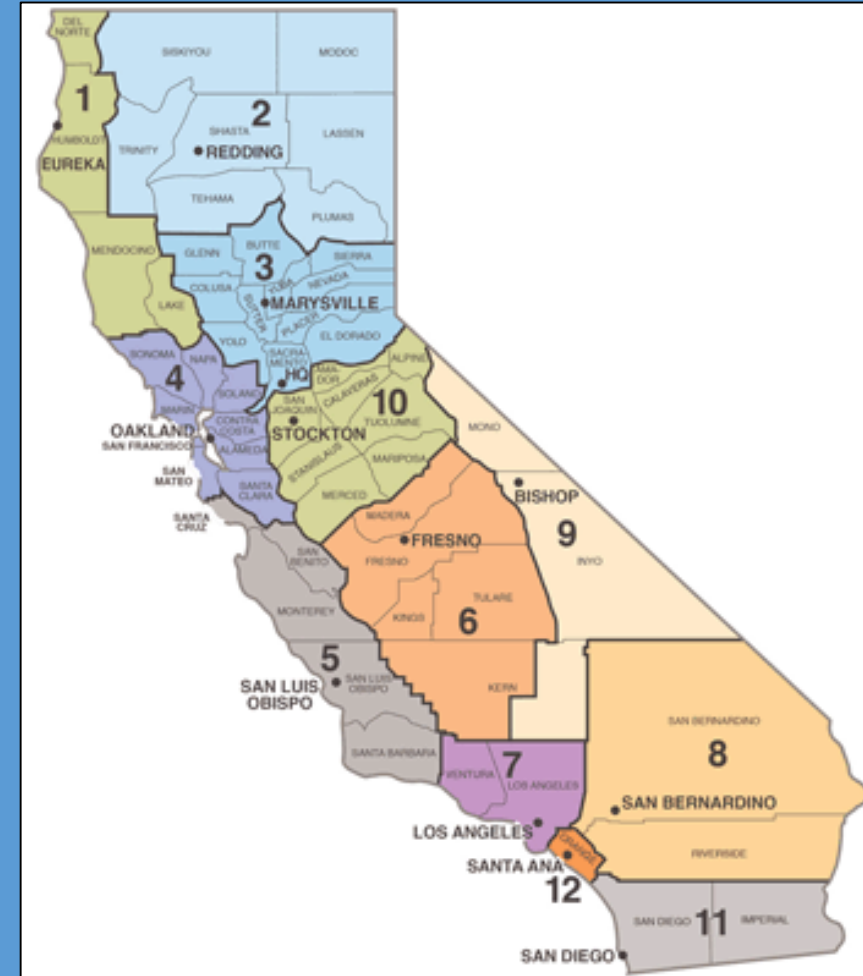 DEL
NORTE
SISKIYOU
MODOC
1
2
HUMBOLDT
TRINITY
SHASTA
LASSEN
EUREKA
REDDING
TEHAMA
PLUMAS
MENDOCINO
GLENN
BUTTE
SIERRA
3
LAKE
COLUSA
YUBA
NEVADA
SUTTER
MARYSVILLE
PLACER
YOLO
EL DORADO
SONOMA
NAPA
SACRA-
MENTO
HQ
AMA-
DOR
ALPINE
4
SOLANO
CALAVERAS
10
MARIN
SAN
JOAQUIN
TUOLUMNE
MONO
OAKLAND
CONTRA
COSTA
STOCKTON
SAN FRANCISCO
ALAMEDA
STANISLAUS
MARIPOSA
SAN
MATEO
SANTA
CLARA
MERCED
BISHOP
SANTA
CRUZ
MADERA
9
FRESNO
SAN
BENITO
FRESNO
INYO
MONTEREY
KINGS
TULARE
6
5
SAN LUIS
OBISPO
SAN LUIS
OBISPO
KERN
SANTA BARBARA
SAN BERNARDINO
7
8
VENTURA
LOS ANGELES
SAN BERNARDINO
LOS ANGELES
ORANGE
RIVERSIDE
SANTA ANA
12
SAN DIEGO
11
IMPERIAL
SAN DIEGO